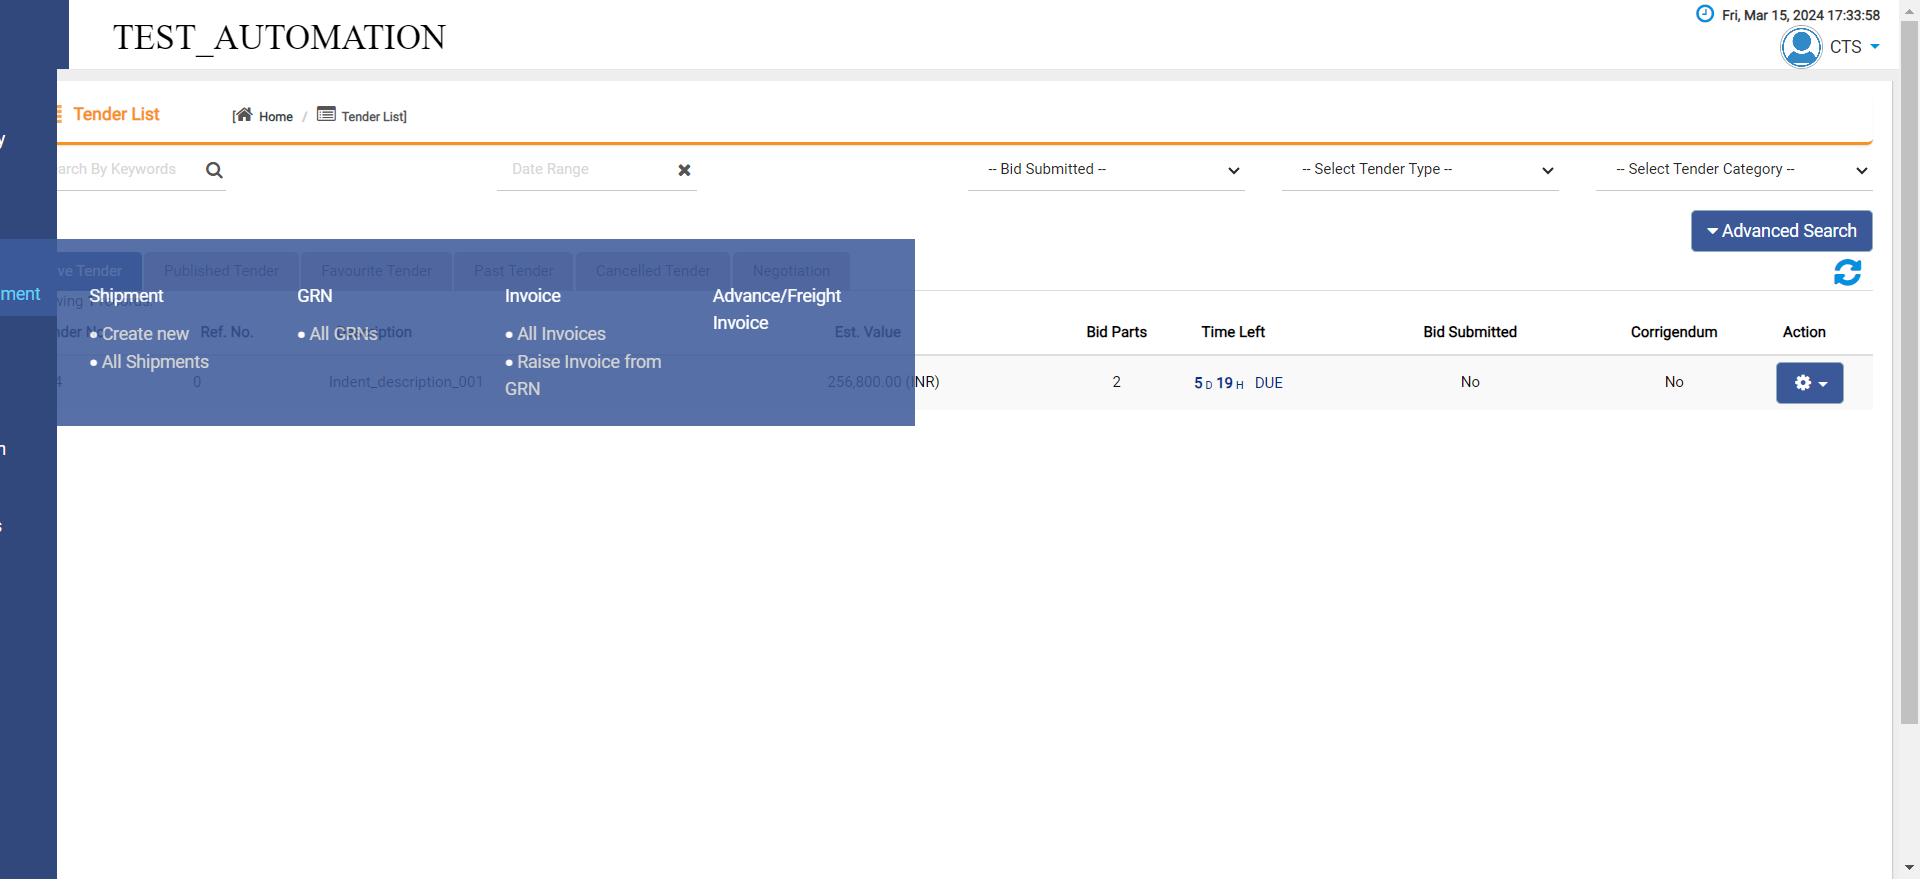 TEST_AUTOMATION
Fri, Mar 15, 2024 17:33:58
CTS
Tender List
[ Home / Tender List]
arch By Keywords
Date Range
-- Bid Submitted --
-- Select Tender Type --
-- Select Tender Category --
Advanced Search
ve Tender
Published Tender
Favourite Tender
Past Tender
Cancelled Tender
Negotiation
ment
Shipment
GRN
Invoice
Advance/Freight
Invoice
• Create new
• All Shipments
• All GRNs
• All Invoices
• Raise Invoice from
GRN
Ref. No.
Est. Value
Bid Parts
Time Left
Bid Submitted
Corrigendum
Action
4
0
Indent_description_001
256,800.00 (INR)
2
5 D 19 H DUE
No
No